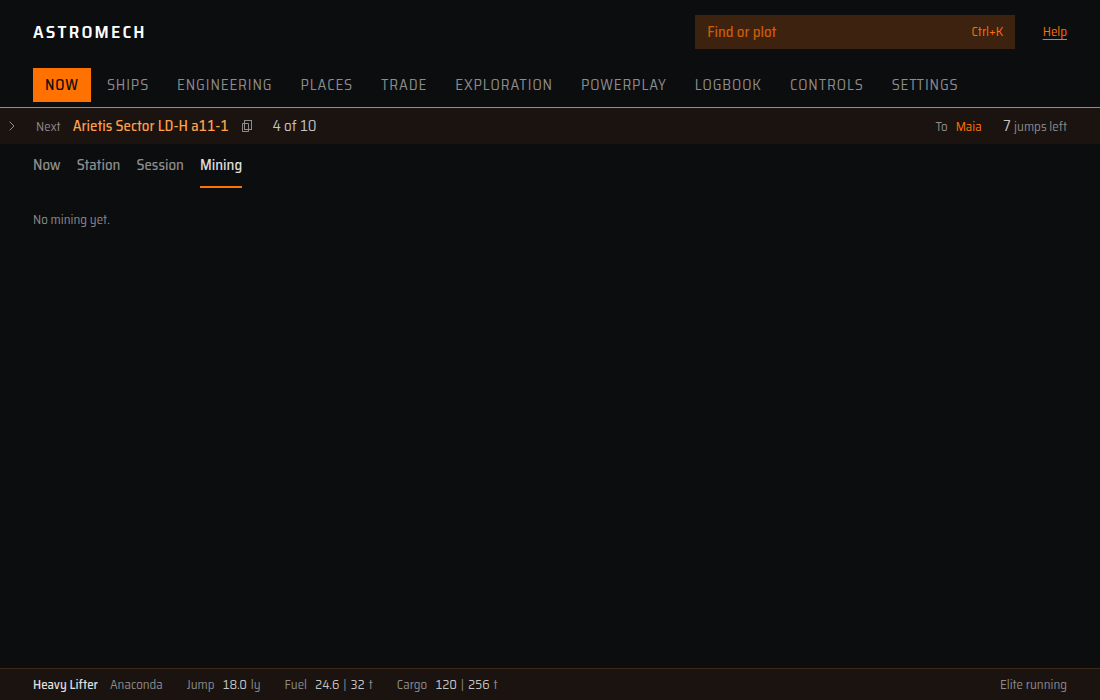 ASTROMECH
Find or plot Ctrl+K Help
NOW SHIPS ENGINEERING PLACES TRADE EXPLORATION POWERPLAY LOGBOOK CONTROLS SETTINGS
Next Arietis Sector LD-H a11-1 4 of 10 To Maia 7 jumps left
Now Station Session Mining
No mining yet.
Heavy Lifter Anaconda Jump 18.0 ly Fuel 24.6 | 32 t Cargo 120 | 256 t Elite running